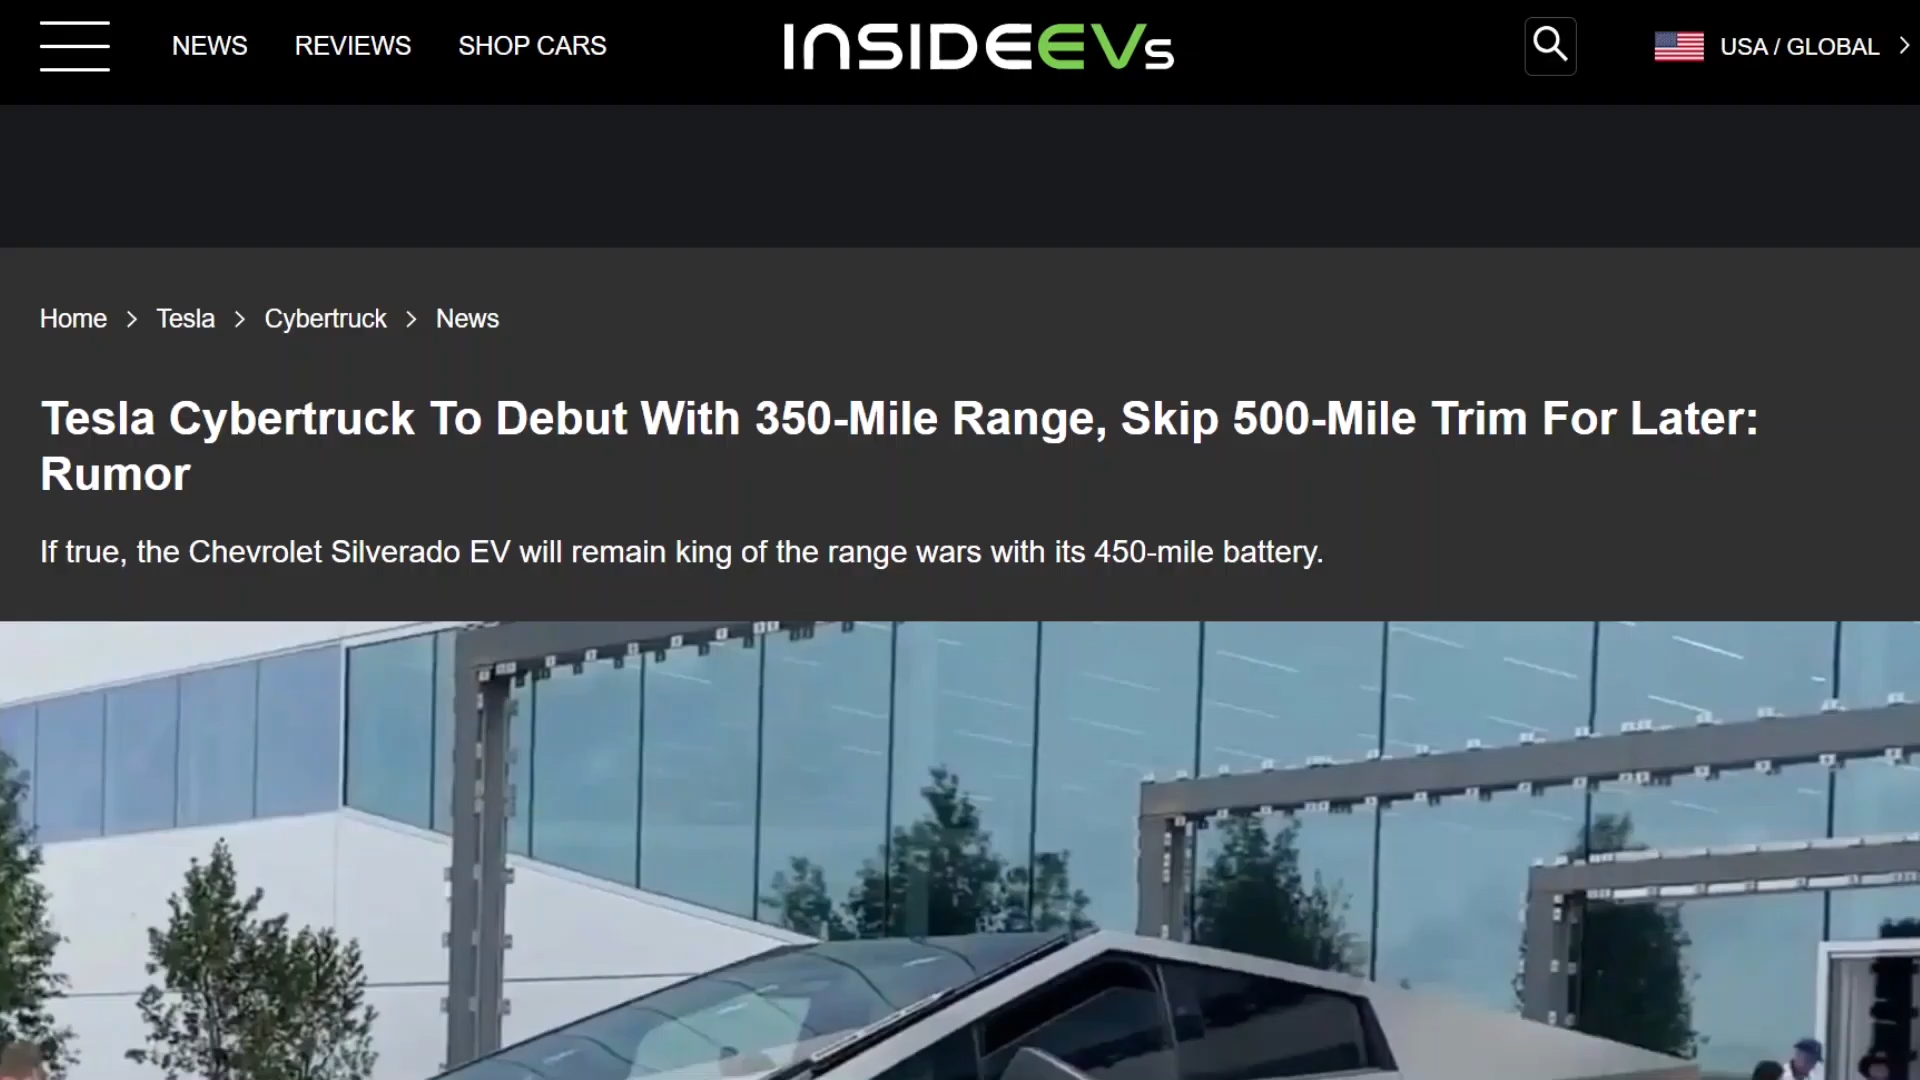 NEWS REVIEWS SHOP CARS INSIDEEVs USA / GLOBAL
Home > Tesla > Cybertruck > News
Tesla Cybertruck To Debut With 350-Mile Range, Skip 500-Mile Trim For Later:
Rumor
If true, the Chevrolet Silverado EV will remain king of the range wars with its 450-mile battery.